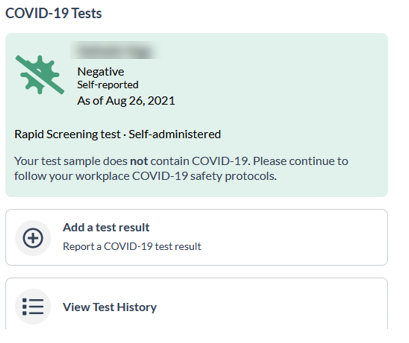 COVID-19 Tests
Negative
Self-reported
As of Aug 26, 2021
Rapid Screening test · Self-administered
Your test sample does not contain COVID-19. Please continue to
follow your workplace COVID-19 safety protocols.
Add a test result
Report a COVID-19 test result
View Test History